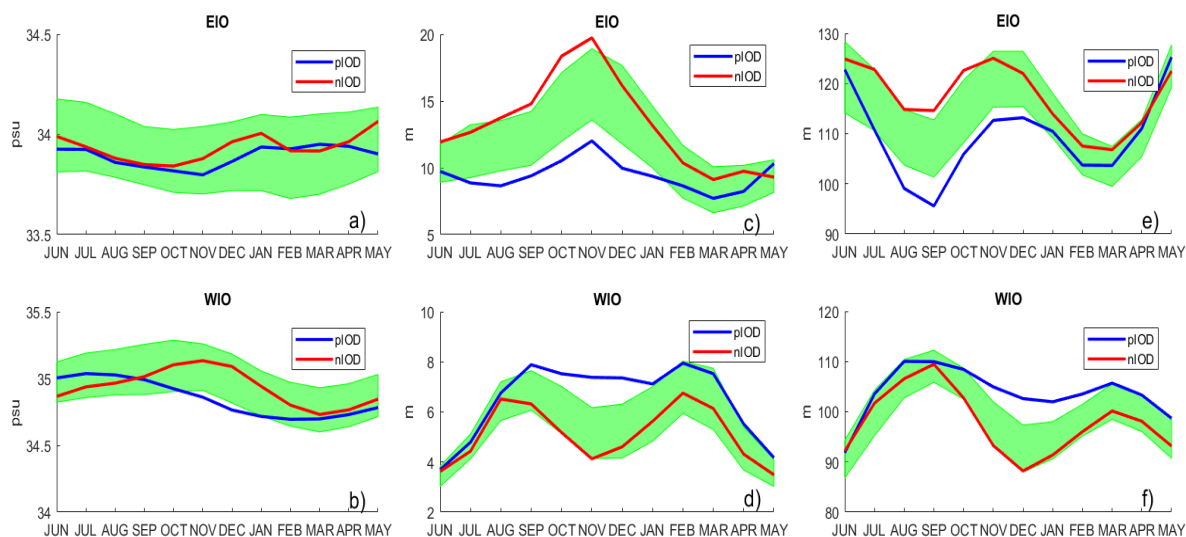 EIO
34.5
34
33.5
psu
pIOD
nIOD
a)
JUN JUL AUG SEP OCT NOV DEC JAN FEB MAR APR MAY
EIO
20
15
10
5
m
pIOD
nIOD
c)
JUN JUL AUG SEP OCT NOV DEC JAN FEB MAR APR MAY
EIO
130
120
110
100
90
m
pIOD
nIOD
e)
JUN JUL AUG SEP OCT NOV DEC JAN FEB MAR APR MAY
WIO
35.5
35
34.5
34
psu
pIOD
nIOD
b)
JUN JUL AUG SEP OCT NOV DEC JAN FEB MAR APR MAY
WIO
10
8
6
4
2
m
pIOD
nIOD
d)
JUN JUL AUG SEP OCT NOV DEC JAN FEB MAR APR MAY
WIO
120
110
100
90
80
m
pIOD
nIOD
f)
JUN JUL AUG SEP OCT NOV DEC JAN FEB MAR APR MAY